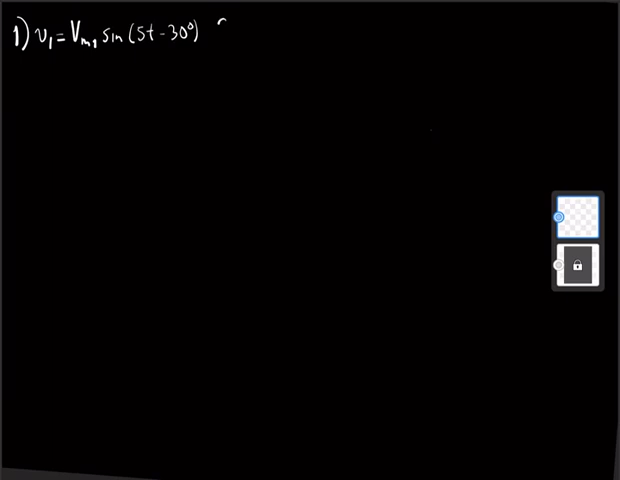 1) v₁ = Vm₁ sin (5t - 30°)